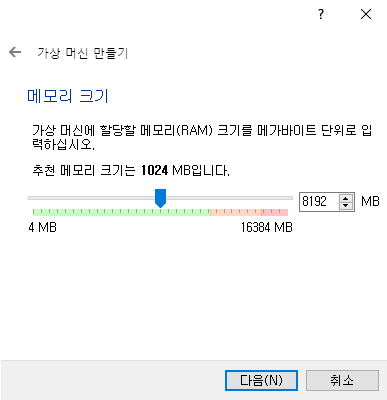 ?
가상 머신 만들기
메모리 크기
가상 머신에 할당할 메모리(RAM) 크기를 메가바이트 단위로 입
력하십시오.
추천 메모리 크기는 1024 MB입니다.
8192 MB
4 MB 16384 MB
다음(N) 취소